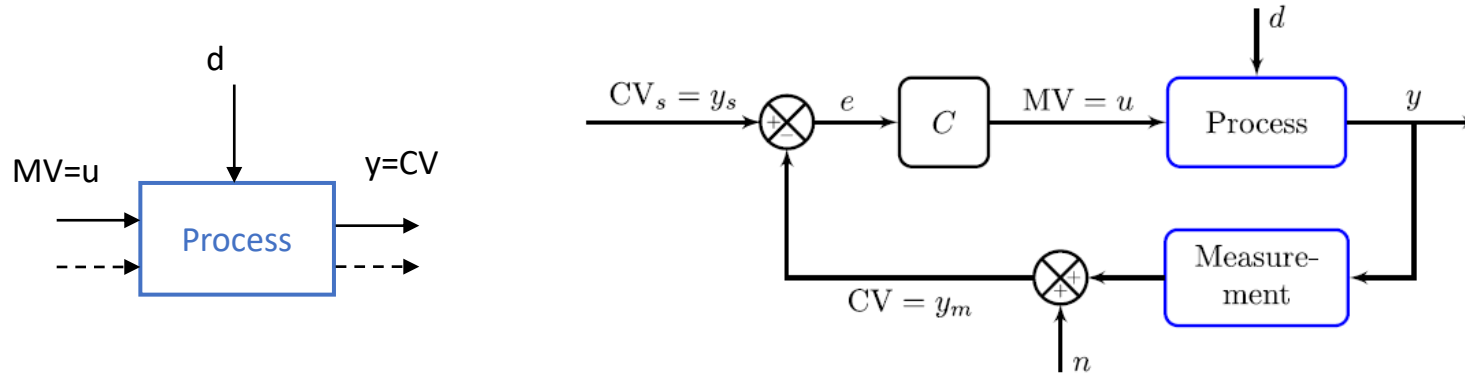 d
MV=u
y=CV
Process
d
CV_s = y_s
e
C
MV = u
Process
y
+
−
Measure-
ment
+
+
CV = y_m
n